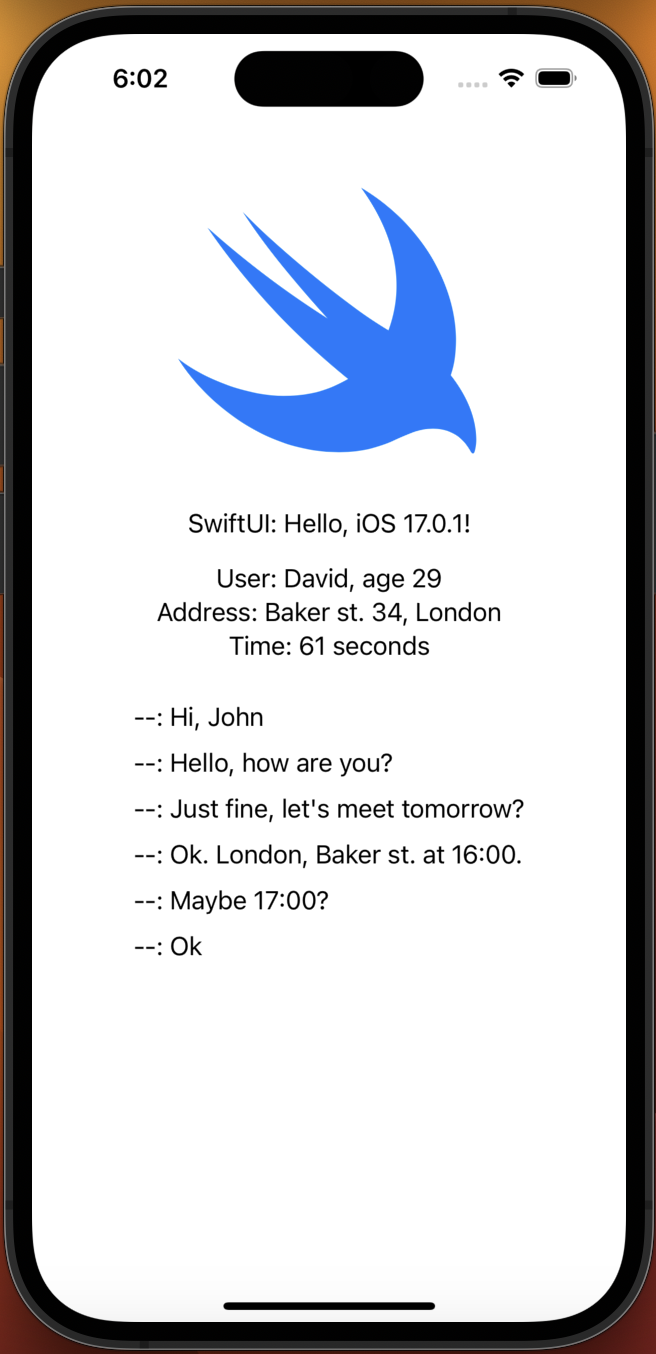 6:02
SwiftUI: Hello, iOS 17.0.1!
User: David, age 29
Address: Baker st. 34, London
Time: 61 seconds
--: Hi, John
--: Hello, how are you?
--: Just fine, let's meet tomorrow?
--: Ok. London, Baker st. at 16:00.
--: Maybe 17:00?
--: Ok